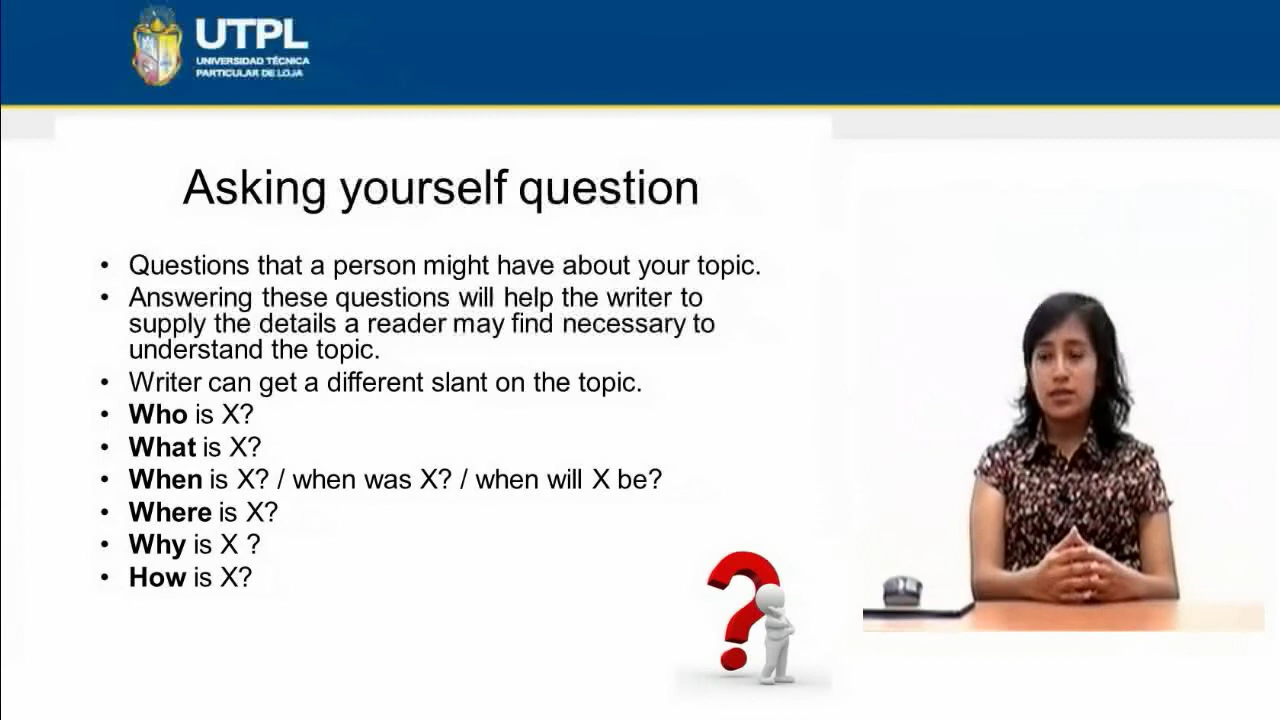 UTPL
UNIVERSIDAD TÉCNICA
PARTICULAR DE LOJA
Asking yourself question
• Questions that a person might have about your topic.
• Answering these questions will help the writer to
supply the details a reader may find necessary to
understand the topic.
• Writer can get a different slant on the topic.
• Who is X?
• What is X?
• When is X? / when was X? / when will X be?
• Where is X?
• Why is X ?
• How is X?